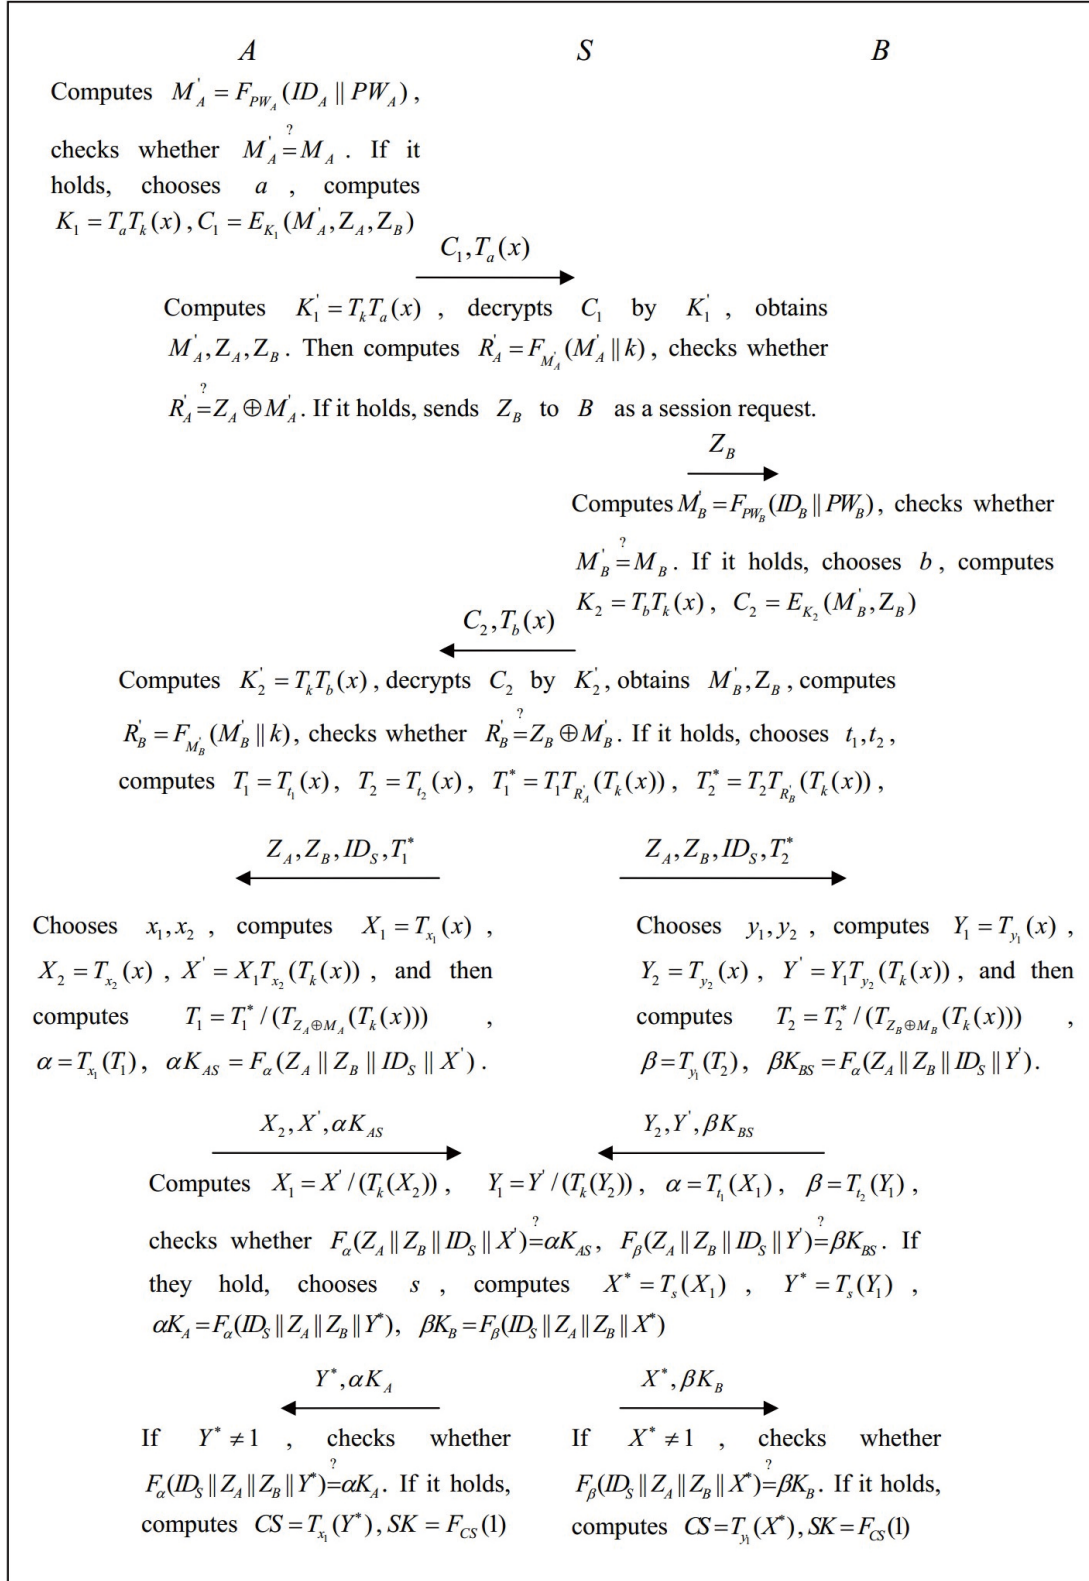 A S B
Computes M'_A = F_{PW_A}(ID_A || PW_A) ,
checks whether M'_A ?= M_A . If it
holds, chooses a , computes
K_1 = T_a T_k(x) , C_1 = E_{K_1}(M'_A, Z_A, Z_B)
C_1, T_a(x)
Computes K'_1 = T_k T_a(x) , decrypts C_1 by K'_1 , obtains
M'_A, Z_A, Z_B . Then computes R'_A = F_{M'_A}(M'_A || k) , checks whether
R'_A ?= Z_A ⊕ M'_A . If it holds, sends Z_B to B as a session request.
Z_B
Computes M'_B = F_{PW_B}(ID_B || PW_B) , checks whether
M'_B ?= M_B . If it holds, chooses b , computes
K_2 = T_b T_k(x) , C_2 = E_{K_2}(M'_B, Z_B)
C_2, T_b(x)
Computes K'_2 = T_k T_b(x) , decrypts C_2 by K'_2 , obtains M'_B, Z_B , computes
R'_B = F_{M'_B}(M'_B || k) , checks whether R'_B ?= Z_B ⊕ M'_B . If it holds, chooses t_1, t_2 ,
computes T_1 = T_{t_1}(x) , T_2 = T_{t_2}(x) , T_1^* = T_1 T_{R'_A}(T_k(x)) , T_2^* = T_2 T_{R'_B}(T_k(x)) ,
Z_A, Z_B, ID_S, T_1^* Z_A, Z_B, ID_S, T_2^*
Chooses x_1, x_2 , computes X_1 = T_{x_1}(x) ,
X_2 = T_{x_2}(x) , X' = X_1 T_{x_2}(T_k(x)) , and then
computes T_1 = T_1^* / (T_{Z_A ⊕ M_A}(T_k(x))) ,
α = T_{x_1}(T_1) , αK_{AS} = F_α(Z_A || Z_B || ID_S || X') .
Chooses y_1, y_2 , computes Y_1 = T_{y_1}(x) ,
Y_2 = T_{y_2}(x) , Y' = Y_1 T_{y_2}(T_k(x)) , and then
computes T_2 = T_2^* / (T_{Z_B ⊕ M_B}(T_k(x))) ,
β = T_{y_1}(T_2) , βK_{BS} = F_α(Z_A || Z_B || ID_S || Y') .
X_2, X', αK_{AS} Y_2, Y', βK_{BS}
Computes X_1 = X' / (T_k(X_2)) , Y_1 = Y' / (T_k(Y_2)) , α = T_{t_1}(X_1) , β = T_{t_2}(Y_1) ,
checks whether F_α(Z_A || Z_B || ID_S || X') ?= αK_{AS} , F_β(Z_A || Z_B || ID_S || Y') ?= βK_{BS} . If
they hold, chooses s , computes X^* = T_s(X_1) , Y^* = T_s(Y_1) ,
αK_A = F_α(ID_S || Z_A || Z_B || Y^*) , βK_B = F_β(ID_S || Z_A || Z_B || X^*)
Y^*, αK_A X^*, βK_B
If Y^* ≠ 1 , checks whether
F_α(ID_S || Z_A || Z_B || Y^*) ?= αK_A . If it holds,
computes CS = T_{x_1}(Y^*) , SK = F_{CS}(1)
If X^* ≠ 1 , checks whether
F_β(ID_S || Z_A || Z_B || X^*) ?= βK_B . If it holds,
computes CS = T_{y_1}(X^*) , SK = F_{CS}(1)